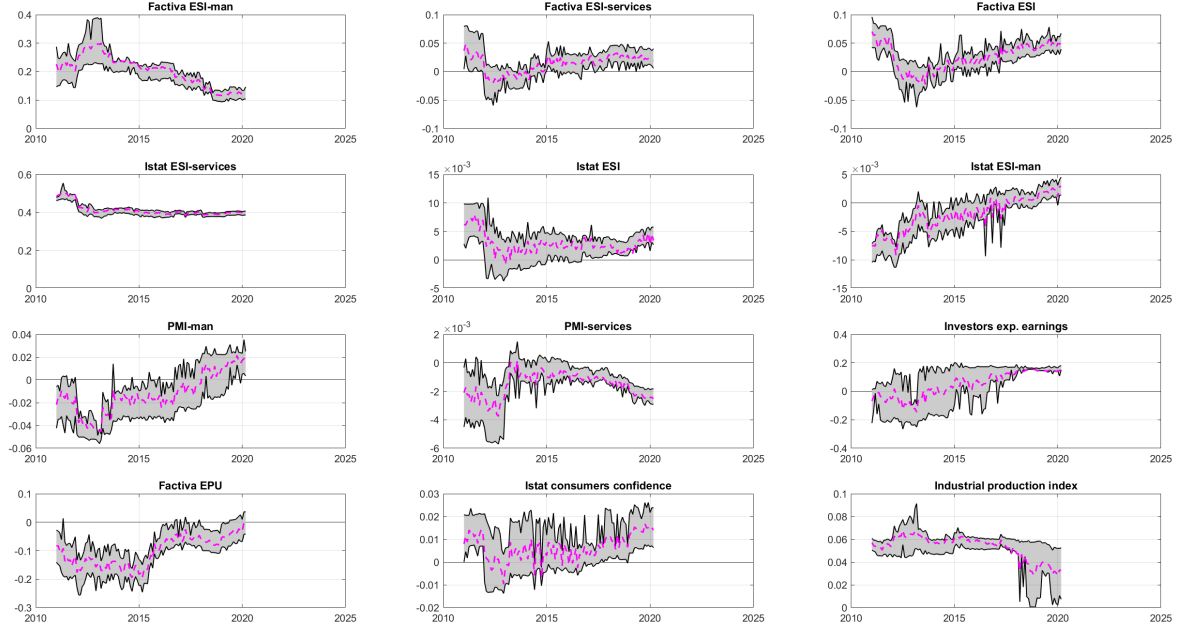 Factiva ESI-man
0.4
0.3
0.2
0.1
0
2010 2015 2020 2025
Factiva ESI-services
0.1
0.05
0
-0.05
-0.1
2010 2015 2020 2025
Factiva ESI
0.1
0.05
0
-0.05
-0.1
2010 2015 2020 2025
Istat ESI-services
0.6
0.4
0.2
0
2010 2015 2020 2025
Istat ESI
×10⁻³
15
10
5
0
-5
2010 2015 2020 2025
Istat ESI-man
×10⁻³
5
0
-5
-10
-15
2010 2015 2020 2025
PMI-man
0.04
0.02
0
-0.02
-0.04
-0.06
2010 2015 2020 2025
PMI-services
×10⁻³
2
0
-2
-4
-6
2010 2015 2020 2025
Investors exp. earnings
0.4
0.2
0
-0.2
-0.4
2010 2015 2020 2025
Factiva EPU
0.1
0
-0.1
-0.2
-0.3
2010 2015 2020 2025
Istat consumers confidence
0.03
0.02
0.01
0
-0.01
-0.02
2010 2015 2020 2025
Industrial production index
0.1
0.08
0.06
0.04
0.02
0
2010 2015 2020 2025